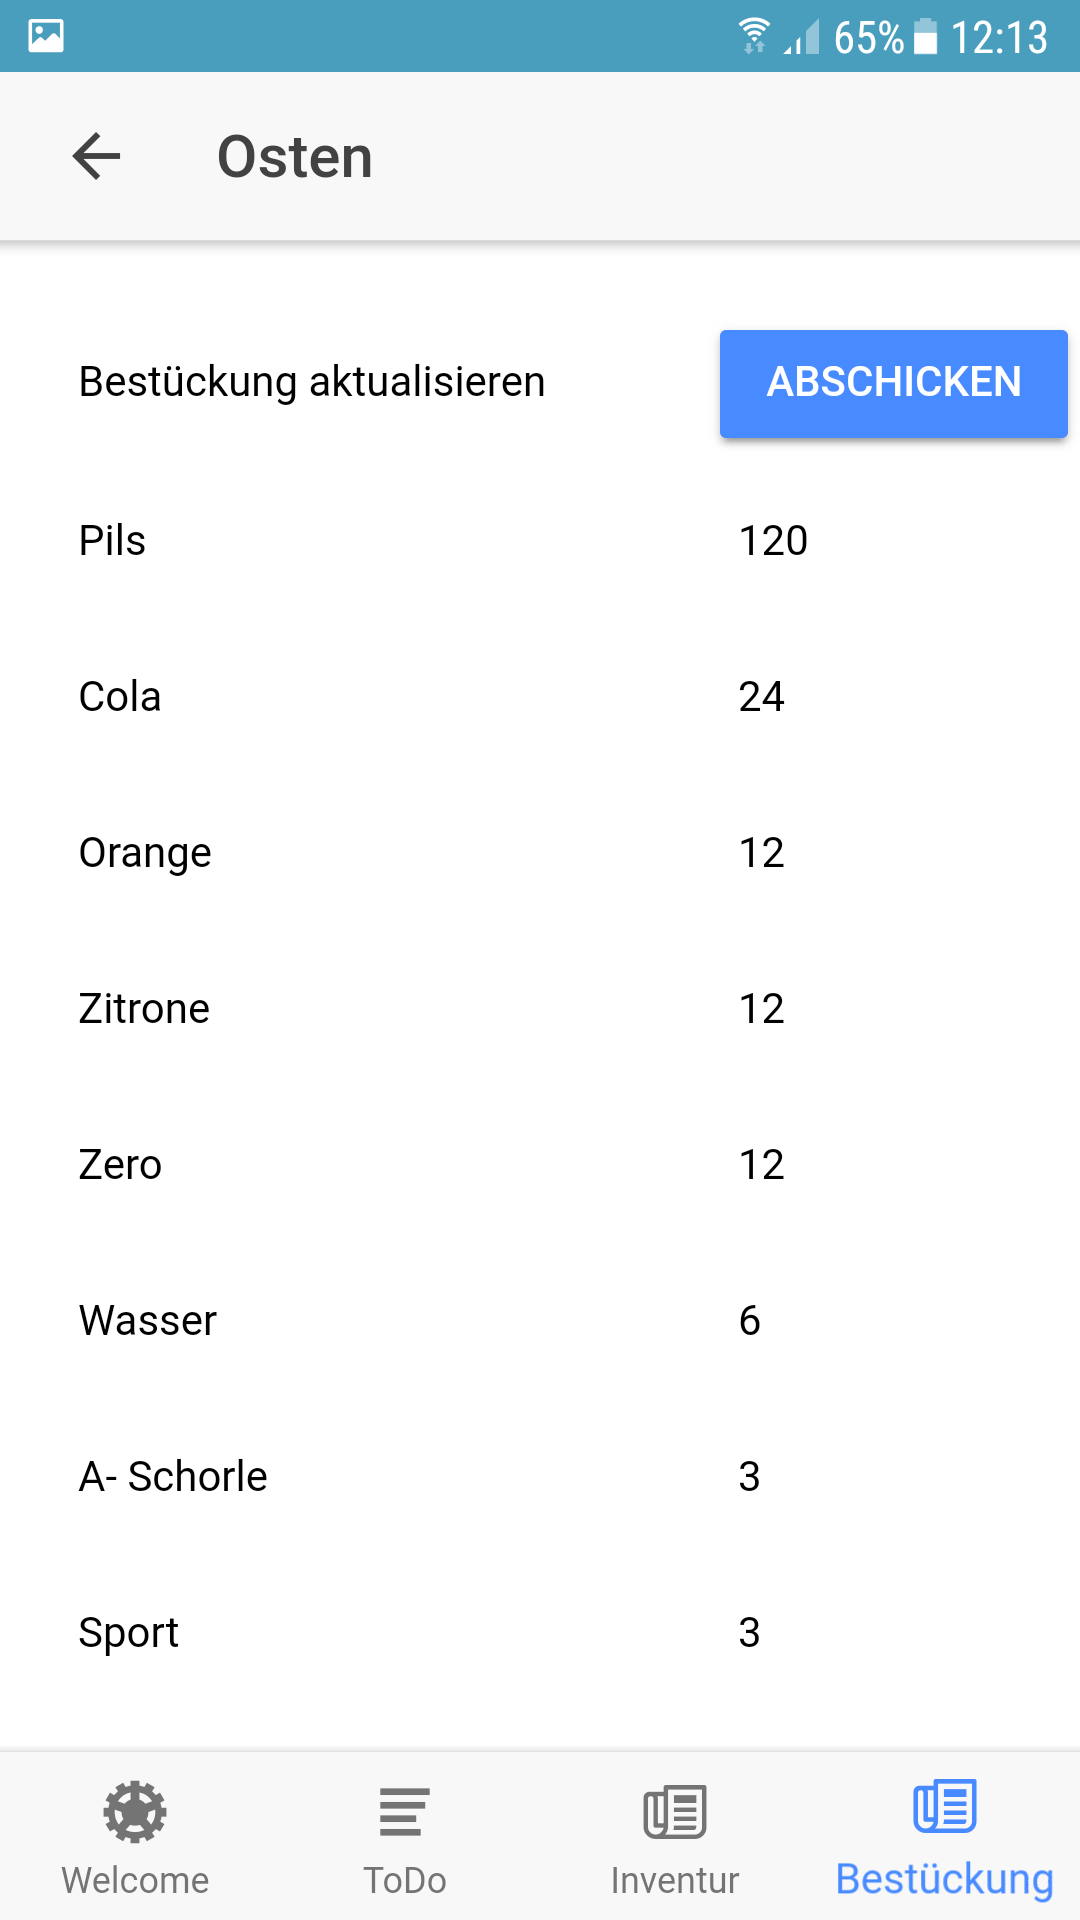 65% 12:13
Osten
Bestückung aktualisieren ABSCHICKEN
Pils 120
Cola 24
Orange 12
Zitrone 12
Zero 12
Wasser 6
A- Schorle 3
Sport 3
Welcome ToDo Inventur Bestückung